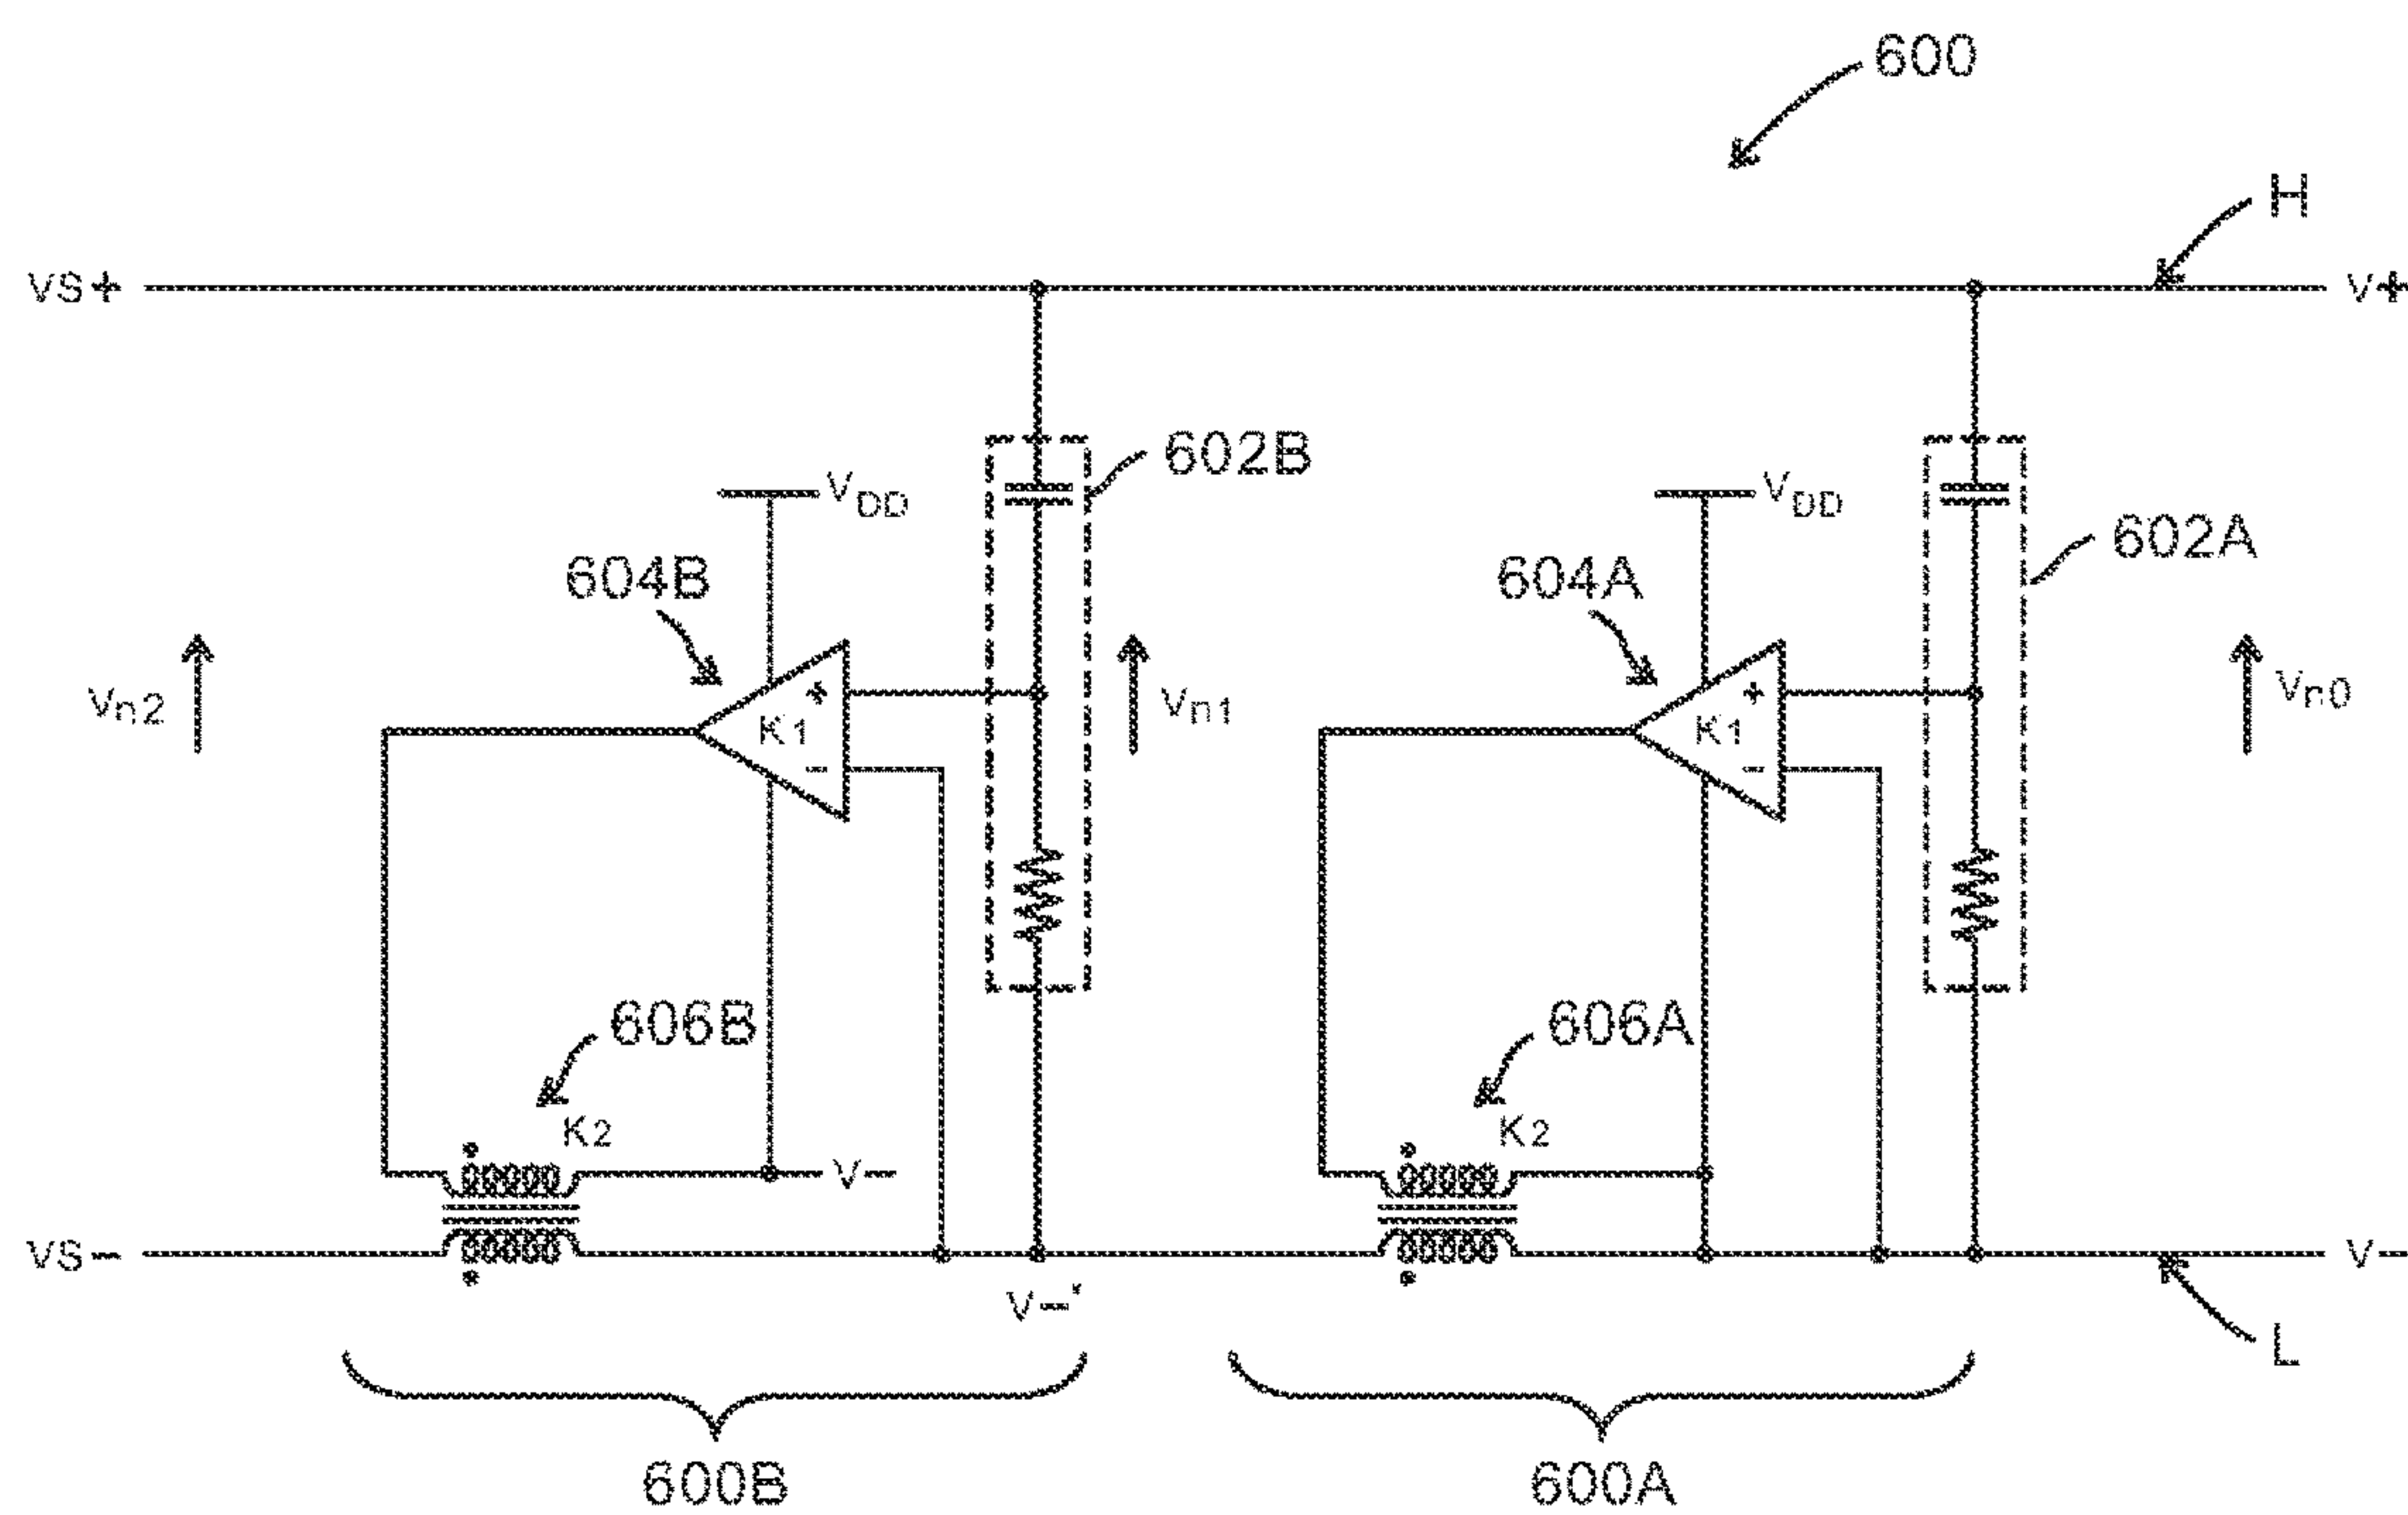 600
H
VS+
V+
602B
VDD
VDD
602A
604B
604A
+
K1
−
+
K1
−
Vn2
Vn1
Vn0
606B
606A
K2
K2
V−
VS−
V−
V−'
L
600B
600A